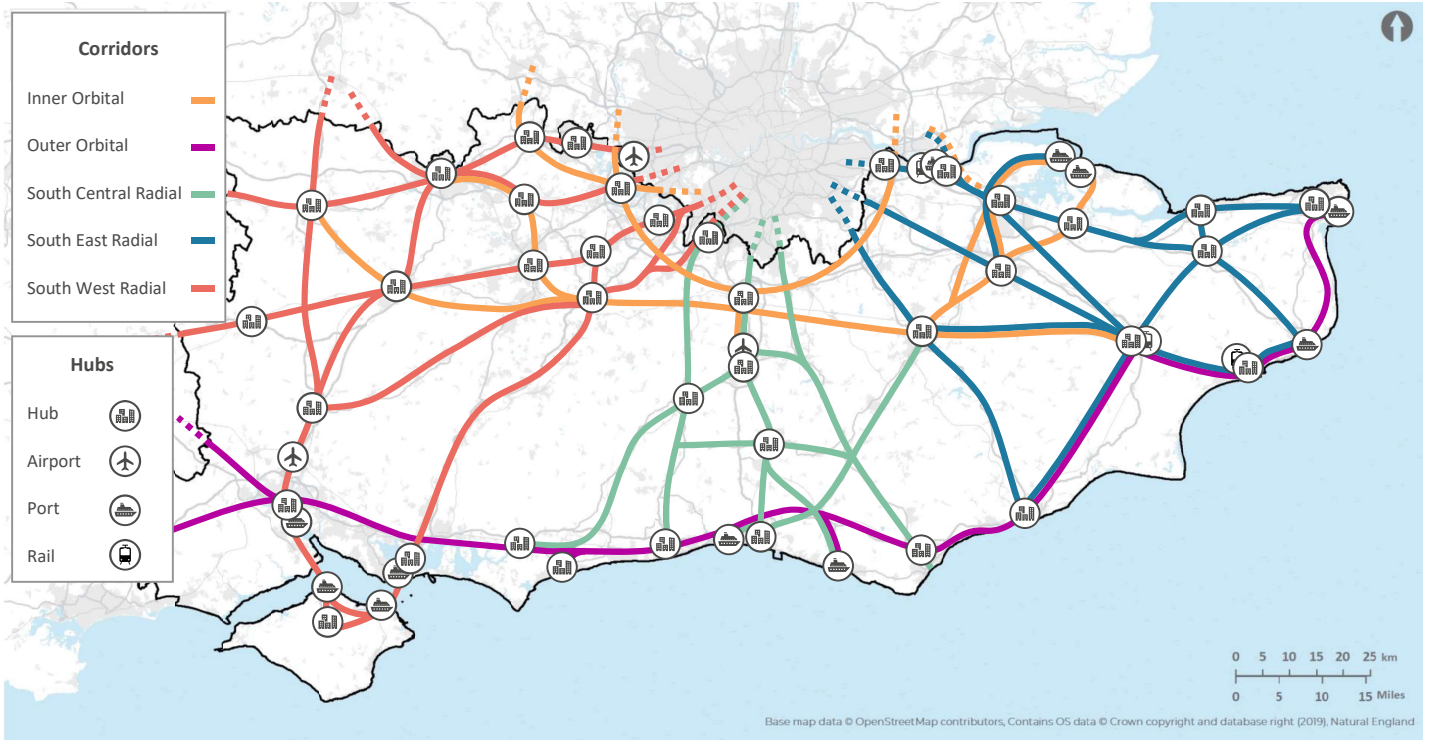 Corridors
Inner Orbital
Outer Orbital
South Central Radial
South East Radial
South West Radial
Hubs
Hub
Airport
Port
Rail
0 5 10 15 20 25 km
0 5 10 15 Miles
Base map data © OpenStreetMap contributors, Contains OS data © Crown copyright and database right (2019), Natural England